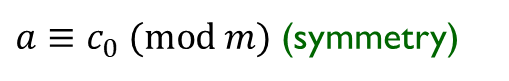 a ≡ c₀ (mod m) (symmetry)